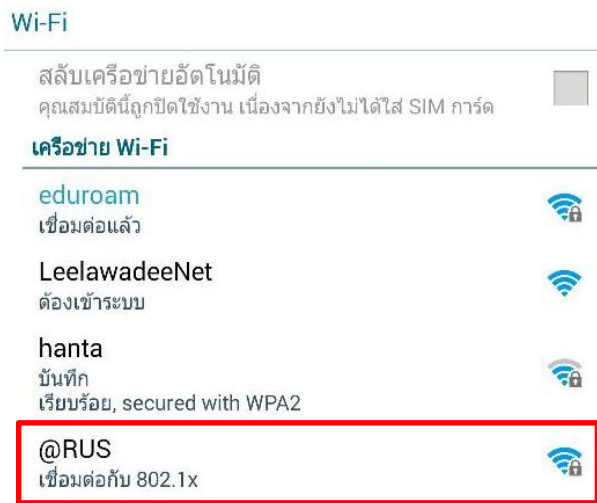 Wi-Fi
สลับเครือข่ายอัตโนมัติ
คุณสมบัตินี้ถูกปิดใช้งาน เนื่องจากยังไม่ได้ใส่ SIM การ์ด
เครือข่าย Wi-Fi
eduroam
เชื่อมต่อแล้ว
LeelawadeeNet
ต้องเข้าระบบ
hanta
บันทึก
เรียบร้อย, secured with WPA2
@RUS
เชื่อมต่อกับ 802.1x